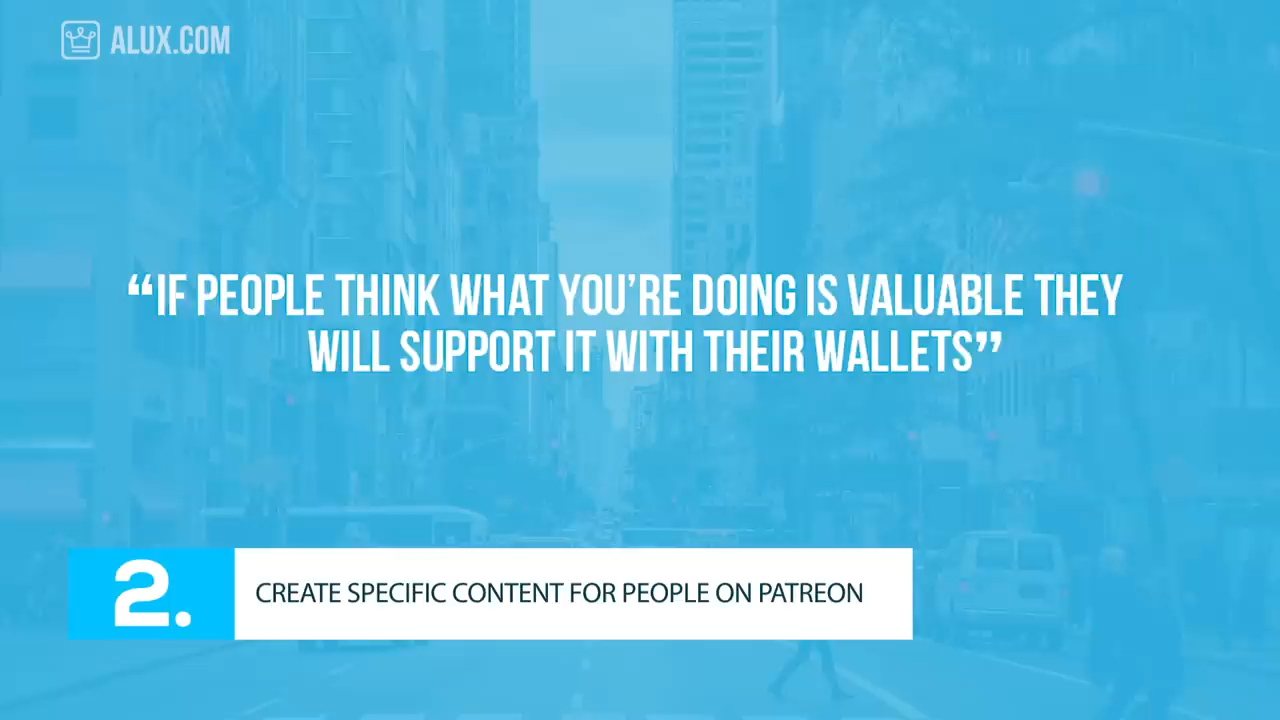 ALUX.COM
“IF PEOPLE THINK WHAT YOU’RE DOING IS VALUABLE THEY
WILL SUPPORT IT WITH THEIR WALLETS”
2.
CREATE SPECIFIC CONTENT FOR PEOPLE ON PATREON